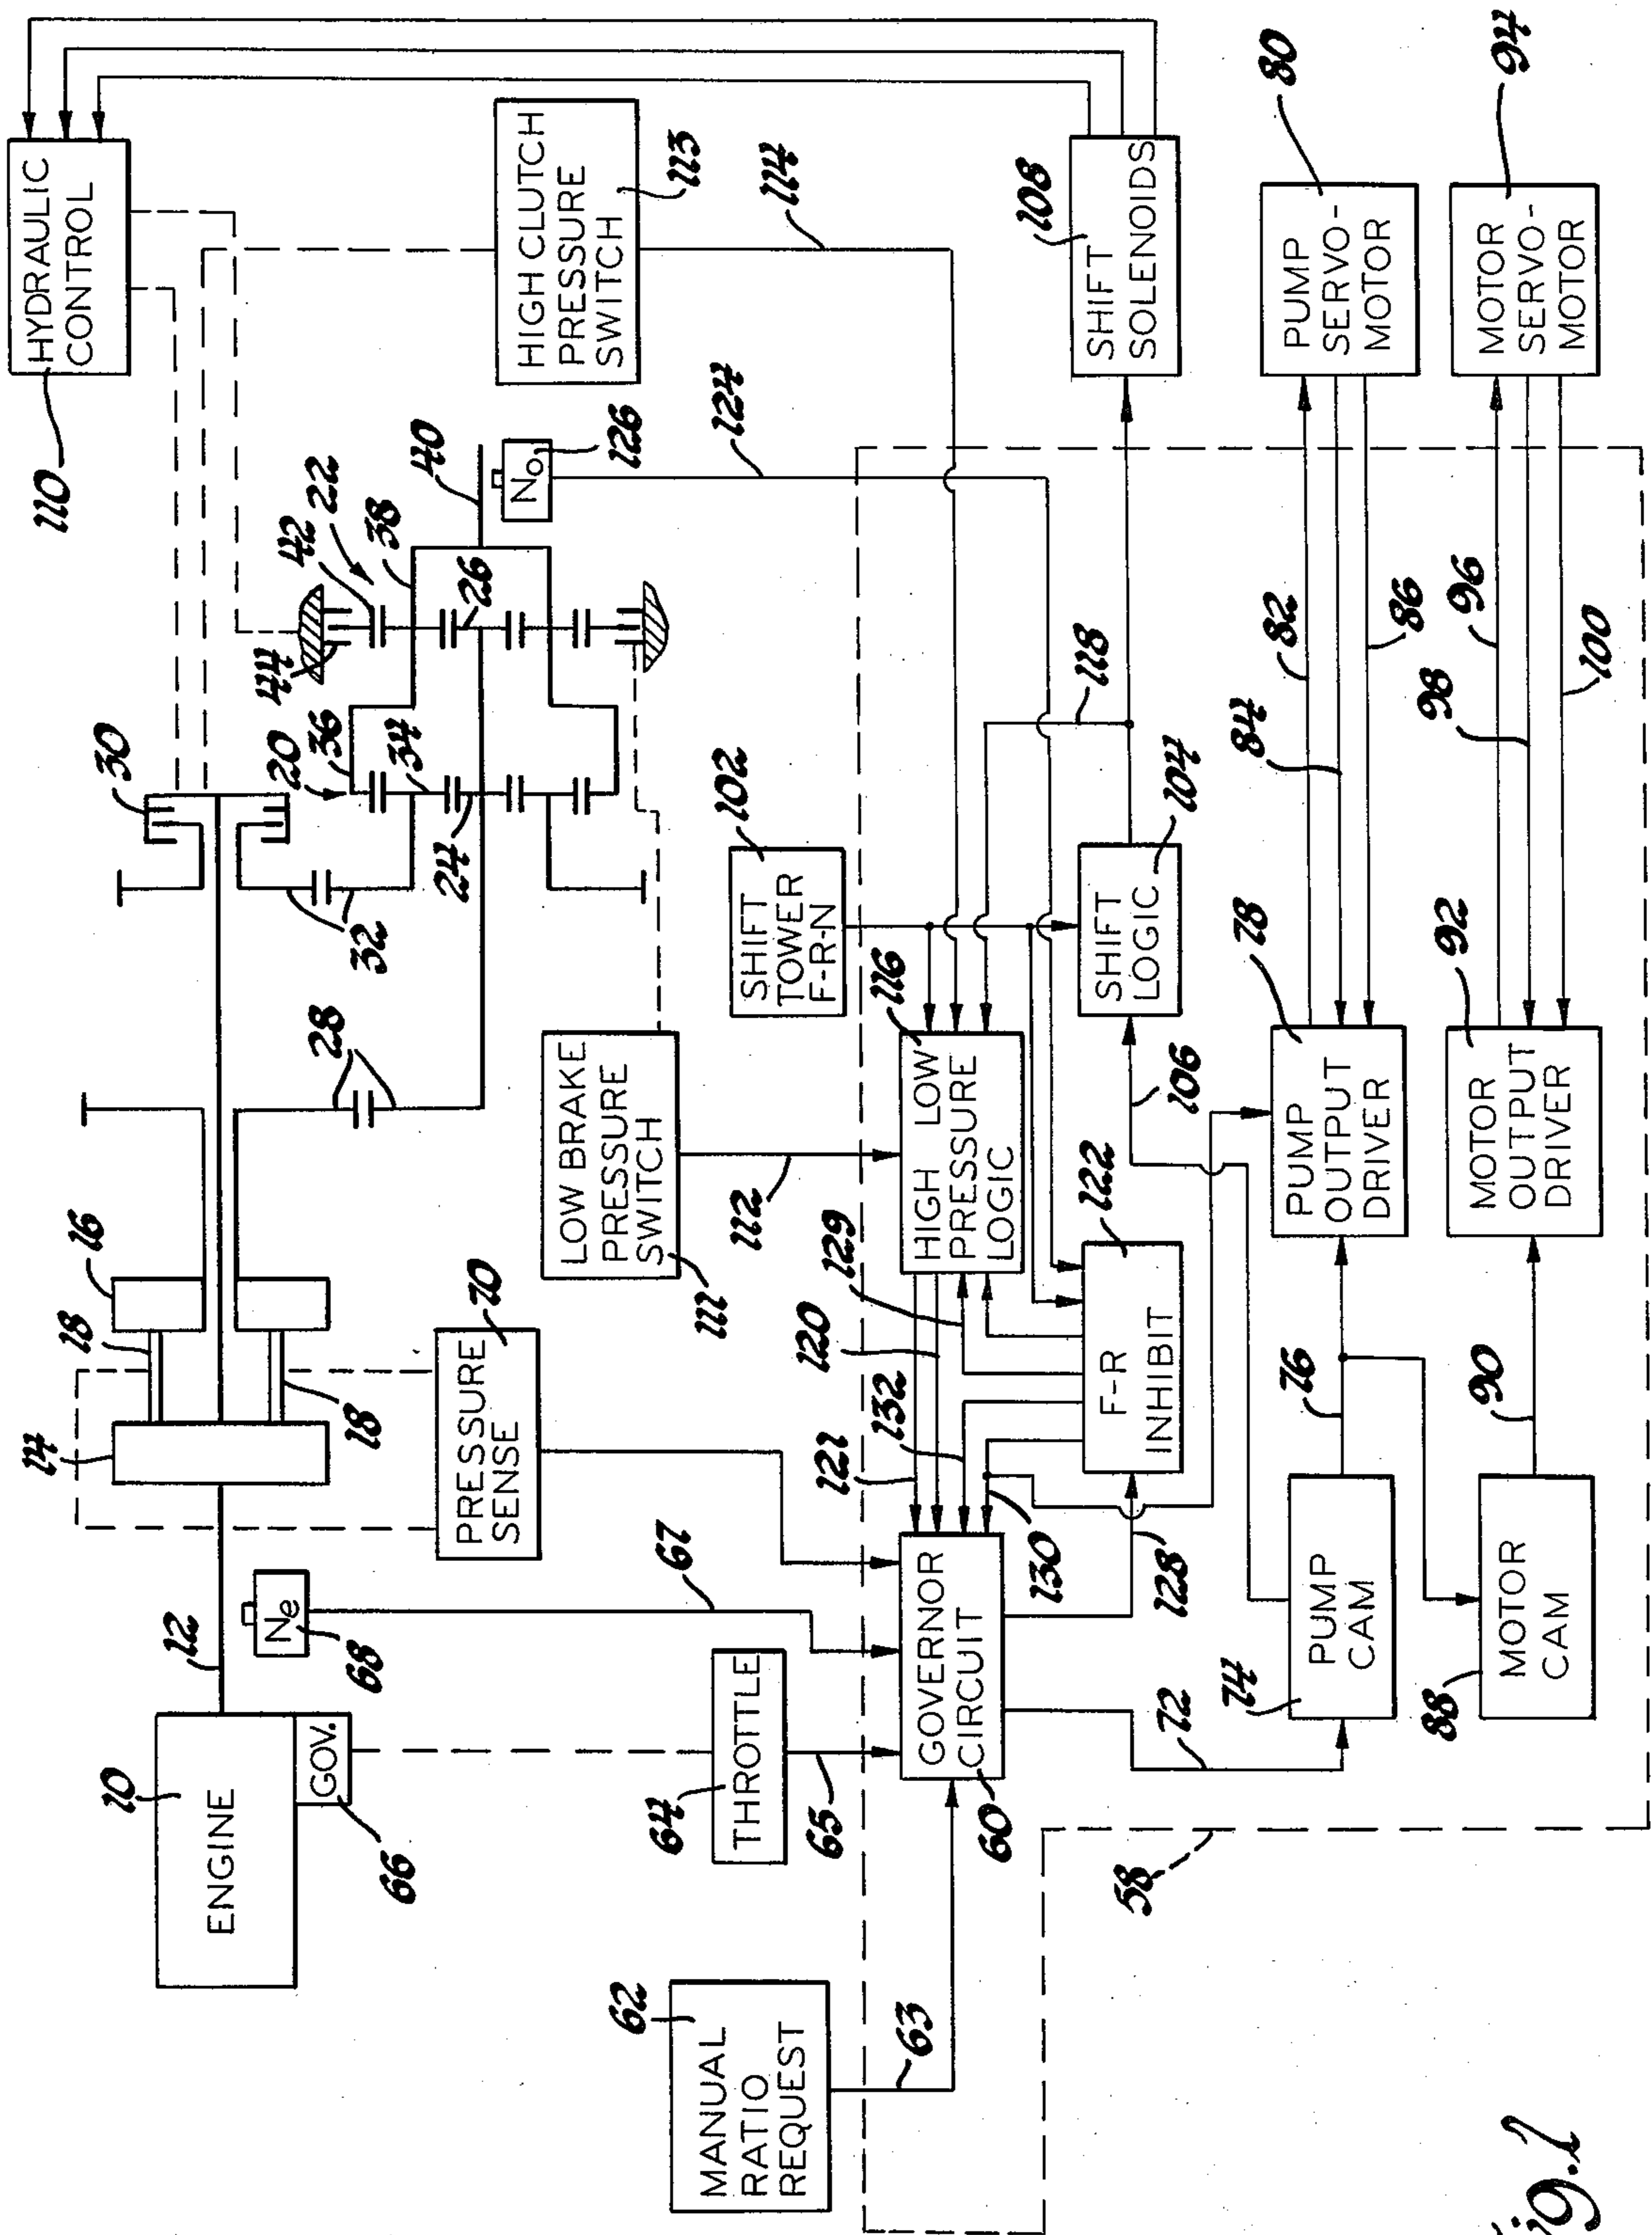 10
ENGINE
GOV.
66
12
Ne
68
67
14
16
18
18
PRESSURE
SENSE
70
28
30
32
20
36
34
24
44
42
22
38
26
40
No
126
124
110
HYDRAULIC
CONTROL
HIGH CLUTCH
PRESSURE
SWITCH
113
114
62
MANUAL
RATIO
REQUEST
63
64
THROTTLE
65
LOW BRAKE
PRESSURE
SWITCH
111
112
SHIFT
TOWER
F-R-N
102
58
GOVERNOR
CIRCUIT
60
121
120
132
129
130
128
HIGH LOW
PRESSURE
LOGIC
116
F-R
INHIBIT
122
118
SHIFT
LOGIC
104
106
108
SHIFT
SOLENOIDS
72
74
PUMP
CAM
76
PUMP
OUTPUT
DRIVER
78
82
84
86
PUMP
SERVO-
MOTOR
80
88
MOTOR
CAM
90
MOTOR
OUTPUT
DRIVER
92
96
98
100
MOTOR
SERVO-
MOTOR
94
Fig. 1